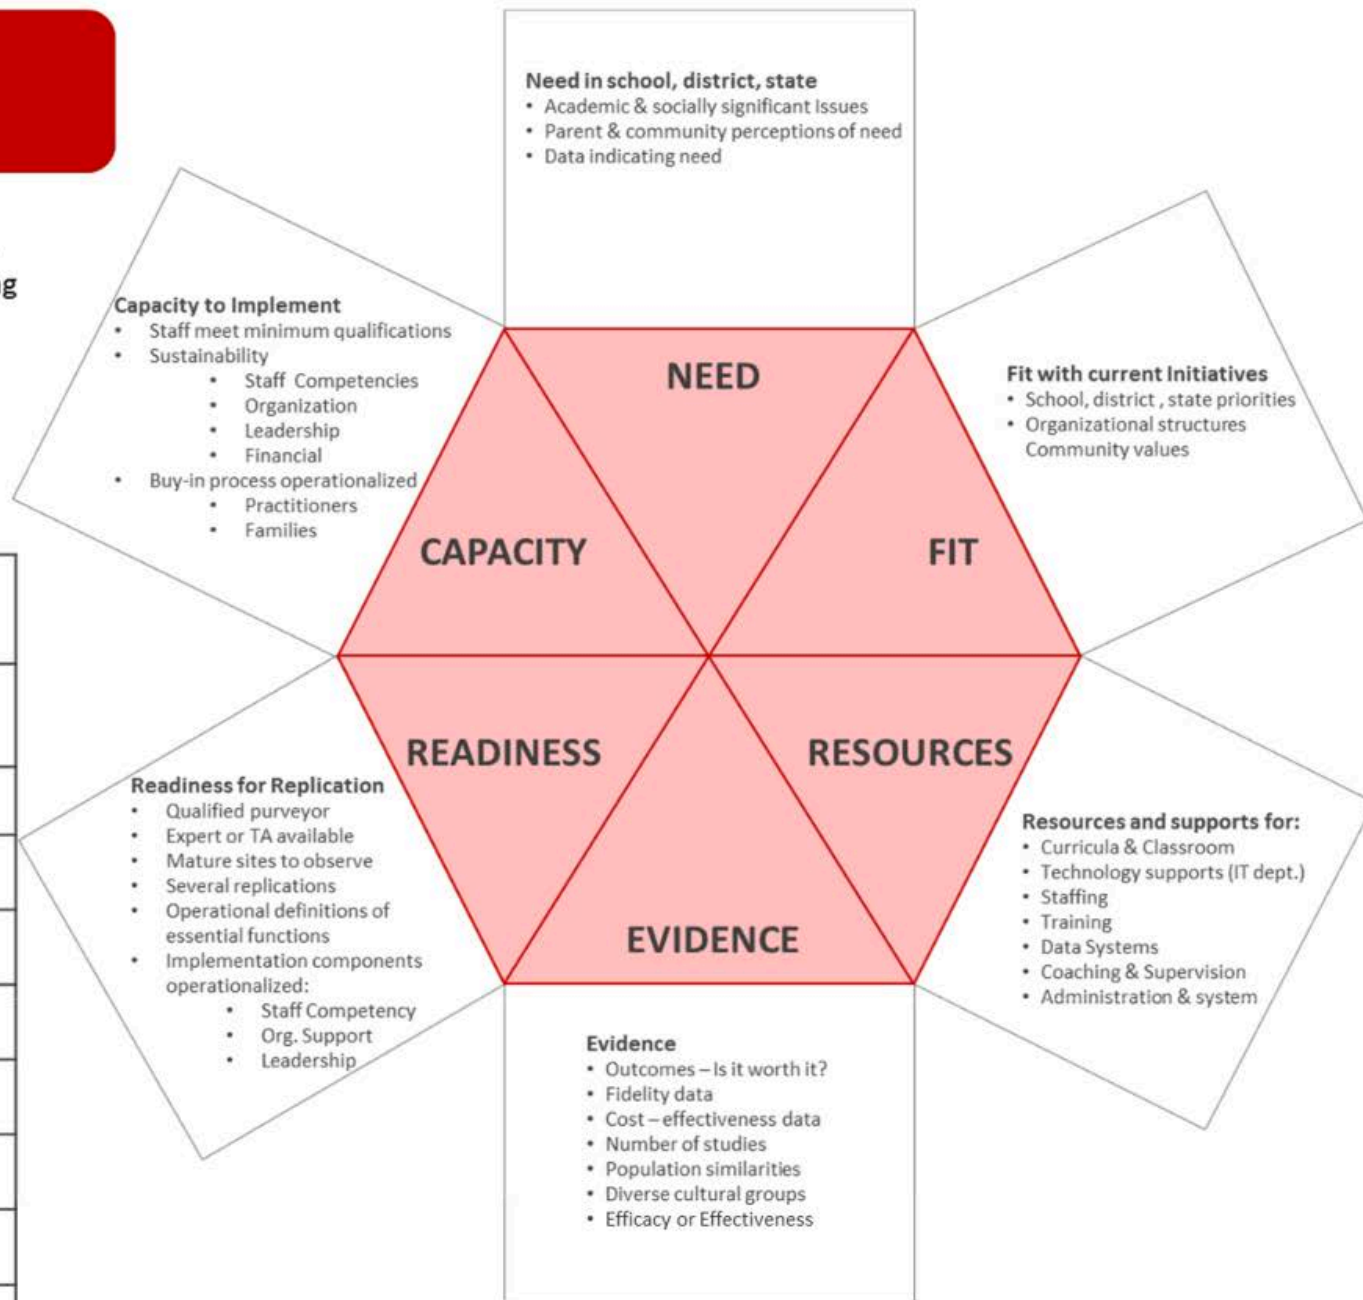 Need in school, district, state
• Academic & socially significant Issues
• Parent & community perceptions of need
• Data indicating need
Capacity to Implement
• Staff meet minimum qualifications
• Sustainability
• Staff Competencies
• Organization
• Leadership
• Financial
• Buy-in process operationalized
• Practitioners
• Families
NEED
Fit with current Initiatives
• School, district , state priorities
• Organizational structures
Community values
CAPACITY
FIT
READINESS
RESOURCES
EVIDENCE
Readiness for Replication
• Qualified purveyor
• Expert or TA available
• Mature sites to observe
• Several replications
• Operational definitions of
essential functions
• Implementation components
operationalized:
• Staff Competency
• Org. Support
• Leadership
Resources and supports for:
• Curricula & Classroom
• Technology supports (IT dept.)
• Staffing
• Training
• Data Systems
• Coaching & Supervision
• Administration & system
Evidence
• Outcomes – Is it worth it?
• Fidelity data
• Cost – effectiveness data
• Number of studies
• Population similarities
• Diverse cultural groups
• Efficacy or Effectiveness